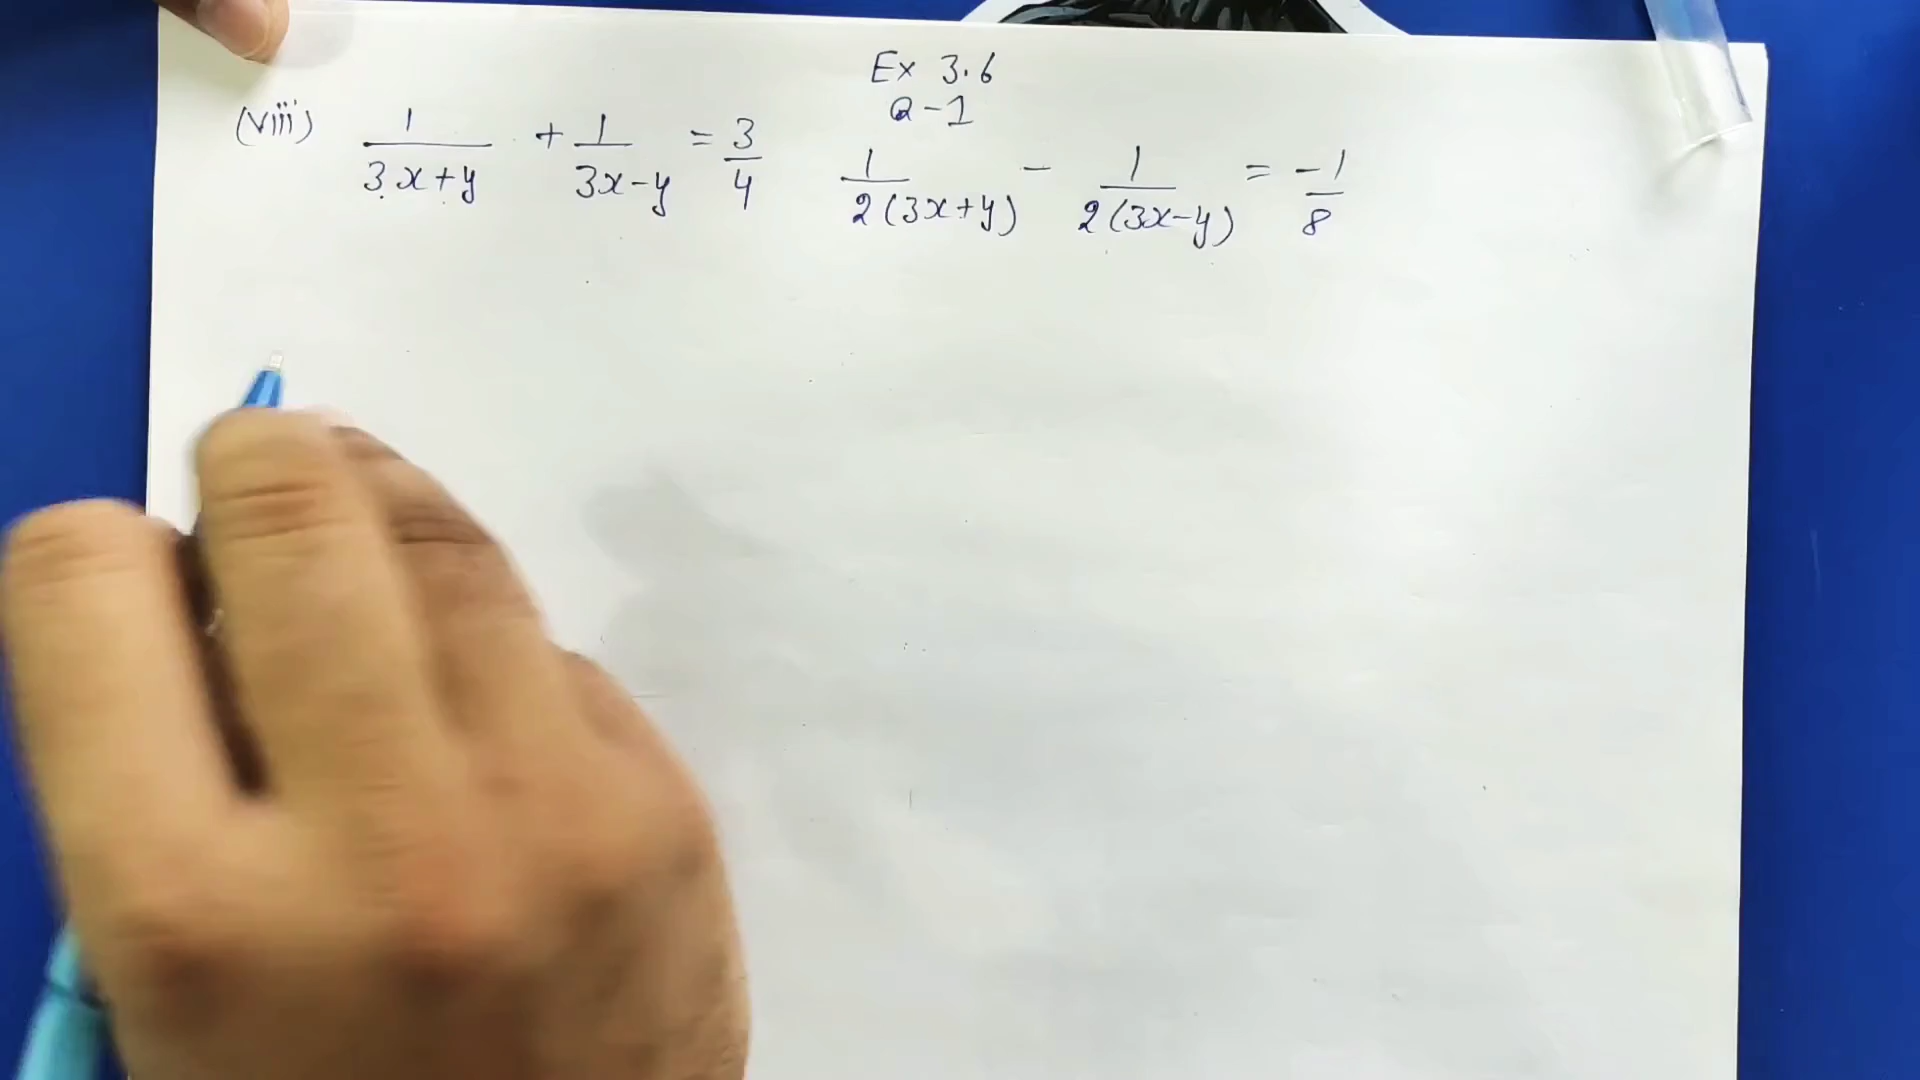 Ex 3.6
Q-1
(viii) 1/(3x+y) + 1/(3x-y) = 3/4   1/2(3x+y) - 1/2(3x-y) = -1/8